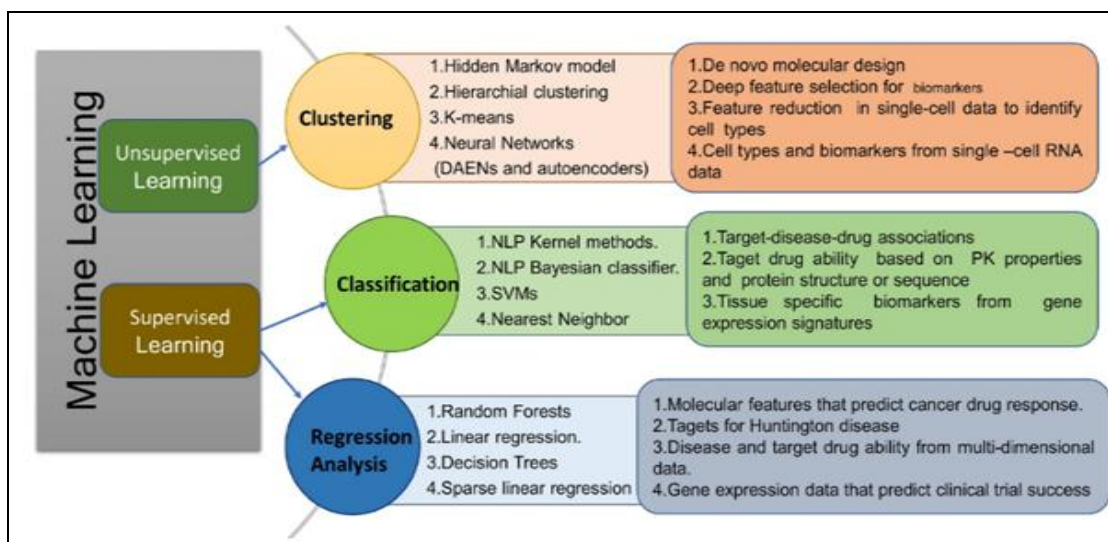 Machine Learning
Unsupervised
Learning
Supervised
Learning
Clustering
1.Hidden Markov model
2.Hierarchial clustering
3.K-means
4.Neural Networks
(DAENs and autoencoders)
1.De novo molecular design
2.Deep feature selection for biomarkers
3.Feature reduction in single-cell data to identify
cell types
4.Cell types and biomarkers from single –cell RNA
data
Classification
1.NLP Kernel methods.
2.NLP Bayesian classifier.
3.SVMs
4.Nearest Neighbor
1.Target-disease-drug associations
2.Taget drug ability based on PK properties
and protein structure or sequence
3.Tissue specific biomarkers from gene
expression signatures
Regression
Analysis
1.Random Forests
2.Linear regression.
3.Decision Trees
4.Sparse linear regression
1.Molecular features that predict cancer drug response.
2.Tagets for Huntington disease
3.Disease and target drug ability from multi-dimensional
data.
4.Gene expression data that predict clinical trial success